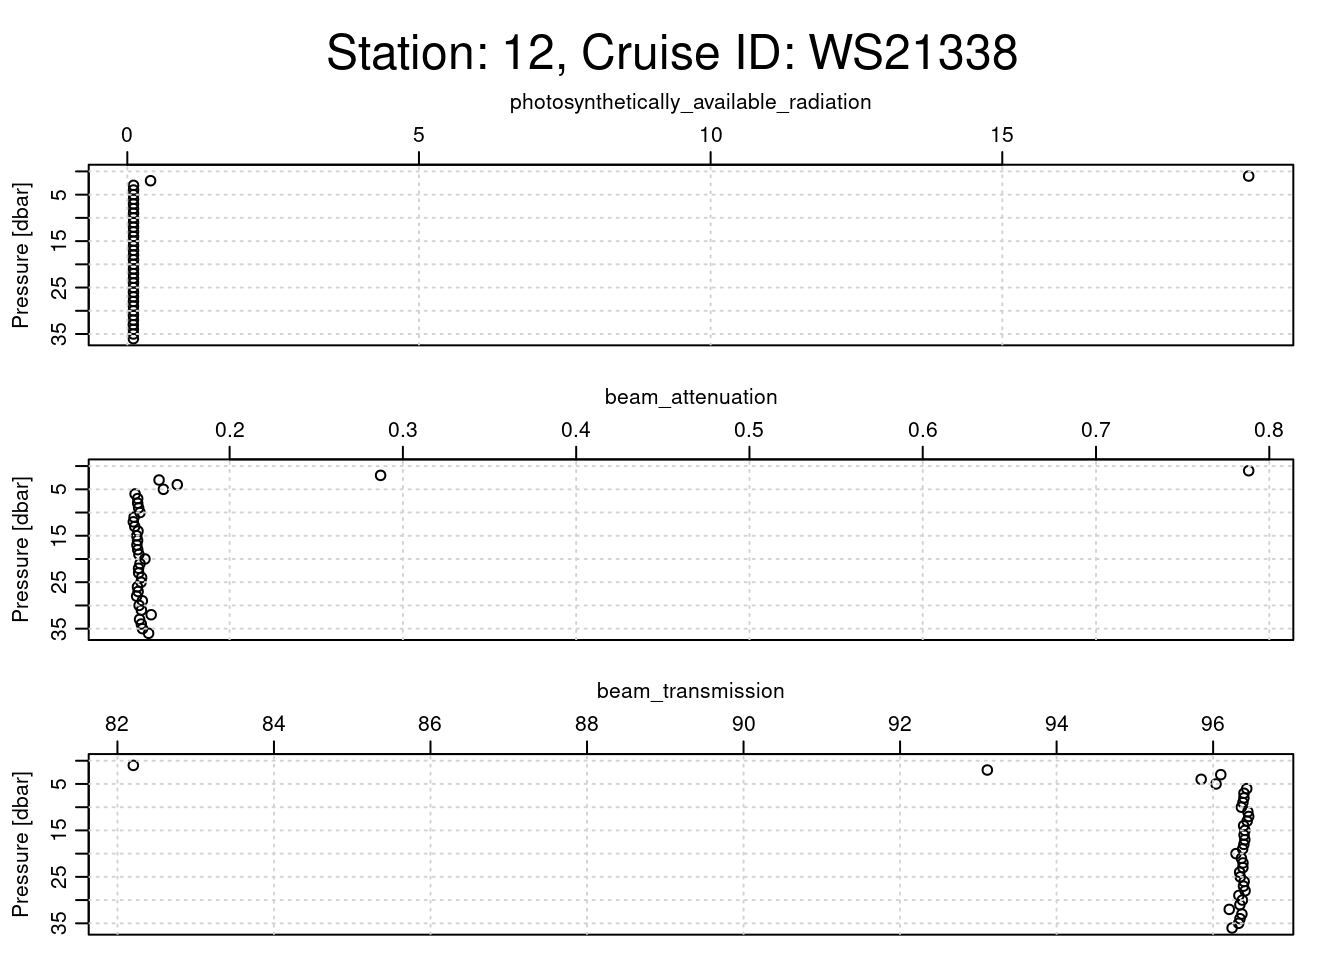 Station: 12, Cruise ID: WS21338
photosynthetically_available_radiation
0 5 10 15
Pressure [dbar]
5
15
25
35
beam_attenuation
0.2 0.3 0.4 0.5 0.6 0.7 0.8
Pressure [dbar]
5
15
25
35
beam_transmission
82 84 86 88 90 92 94 96
Pressure [dbar]
5
15
25
35